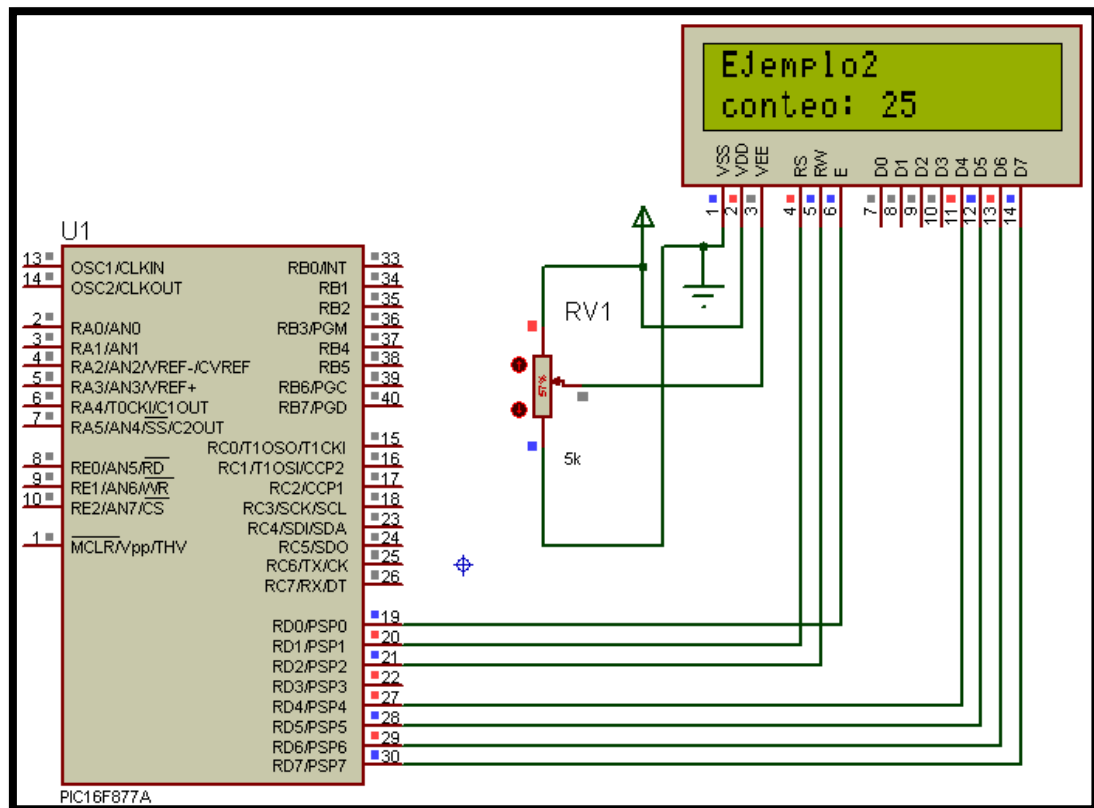 EJemplo2
conteo: 25
VSS
VDD
VEE
RS
RW
E
D0
D1
D2
D3
D4
D5
D6
D7
1
2
3
4
5
6
7
8
9
10
11
12
13
14
U1
13 OSC1/CLKIN
14 OSC2/CLKOUT
2 RA0/AN0
3 RA1/AN1
4 RA2/AN2/VREF-/CVREF
5 RA3/AN3/VREF+
6 RA4/T0CKI/C1OUT
7 RA5/AN4/SS/C2OUT
8 RE0/AN5/RD
9 RE1/AN6/WR
10 RE2/AN7/CS
1 MCLR/Vpp/THV
RB0/INT 33
RB1 34
RB2 35
RB3/PGM 36
RB4 37
RB5 38
RB6/PGC 39
RB7/PGD 40
RC0/T1OSO/T1CKI 15
RC1/T1OSI/CCP2 16
RC2/CCP1 17
RC3/SCK/SCL 18
RC4/SDI/SDA 23
RC5/SDO 24
RC6/TX/CK 25
RC7/RX/DT 26
RD0/PSP0 19
RD1/PSP1 20
RD2/PSP2 21
RD3/PSP3 22
RD4/PSP4 27
RD5/PSP5 28
RD6/PSP6 29
RD7/PSP7 30
PIC16F877A
RV1
5k